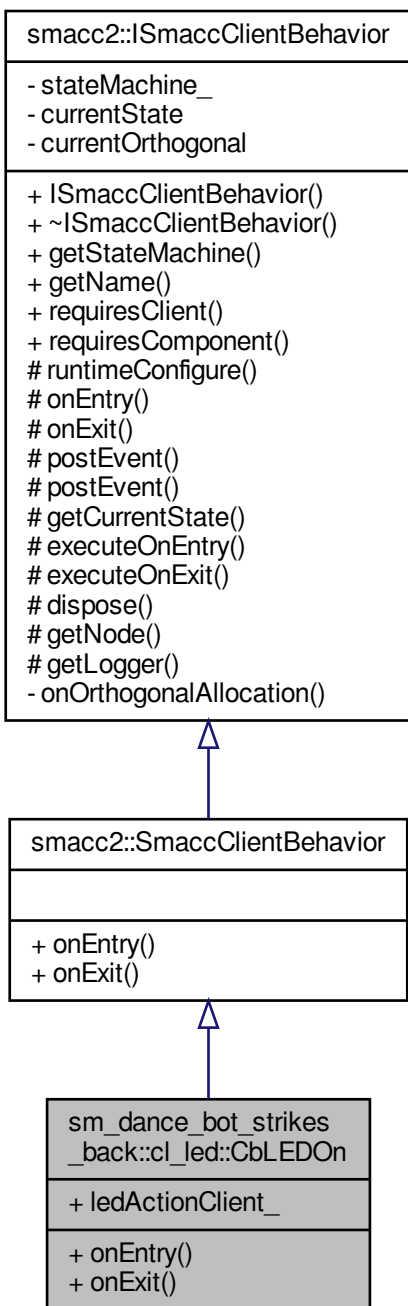 smacc2::ISmaccClientBehavior
- stateMachine_
- currentState
- currentOrthogonal
+ ISmaccClientBehavior()
+ ~ISmaccClientBehavior()
+ getStateMachine()
+ getName()
+ requiresClient()
+ requiresComponent()
# runtimeConfigure()
# onEntry()
# onExit()
# postEvent()
# postEvent()
# getCurrentState()
# executeOnEntry()
# executeOnExit()
# dispose()
# getNode()
# getLogger()
- onOrthogonalAllocation()
smacc2::SmaccClientBehavior
+ onEntry()
+ onExit()
sm_dance_bot_strikes
_back::cl_led::CbLEDOn
+ ledActionClient_
+ onEntry()
+ onExit()